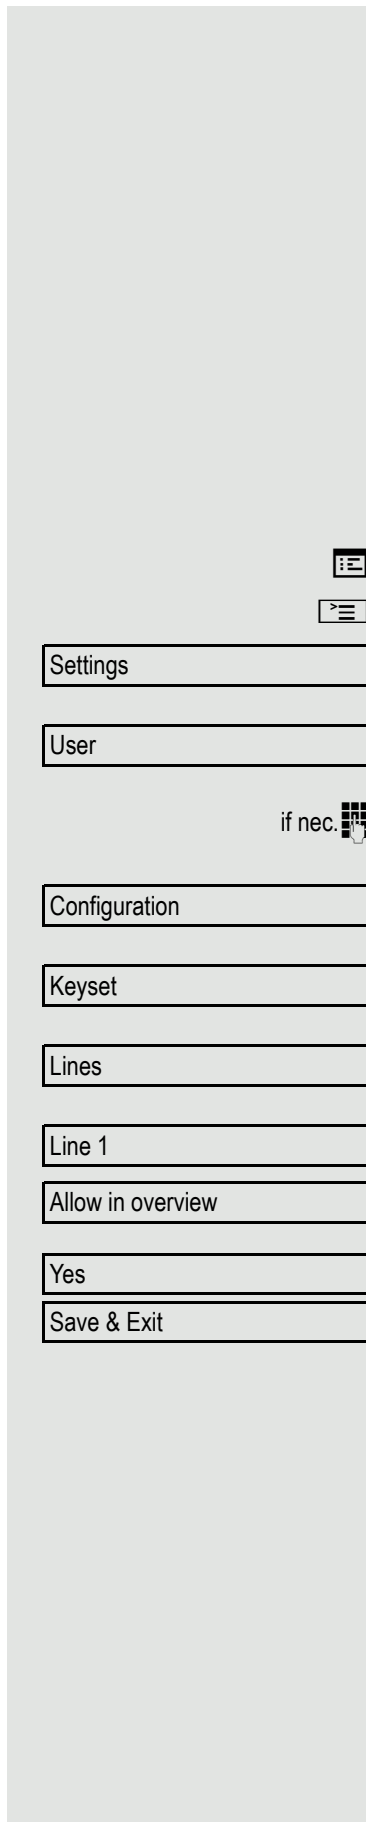 Settings
User
if nec.
Configuration
Keyset
Lines
Line 1
Allow in overview
Yes
Save & Exit